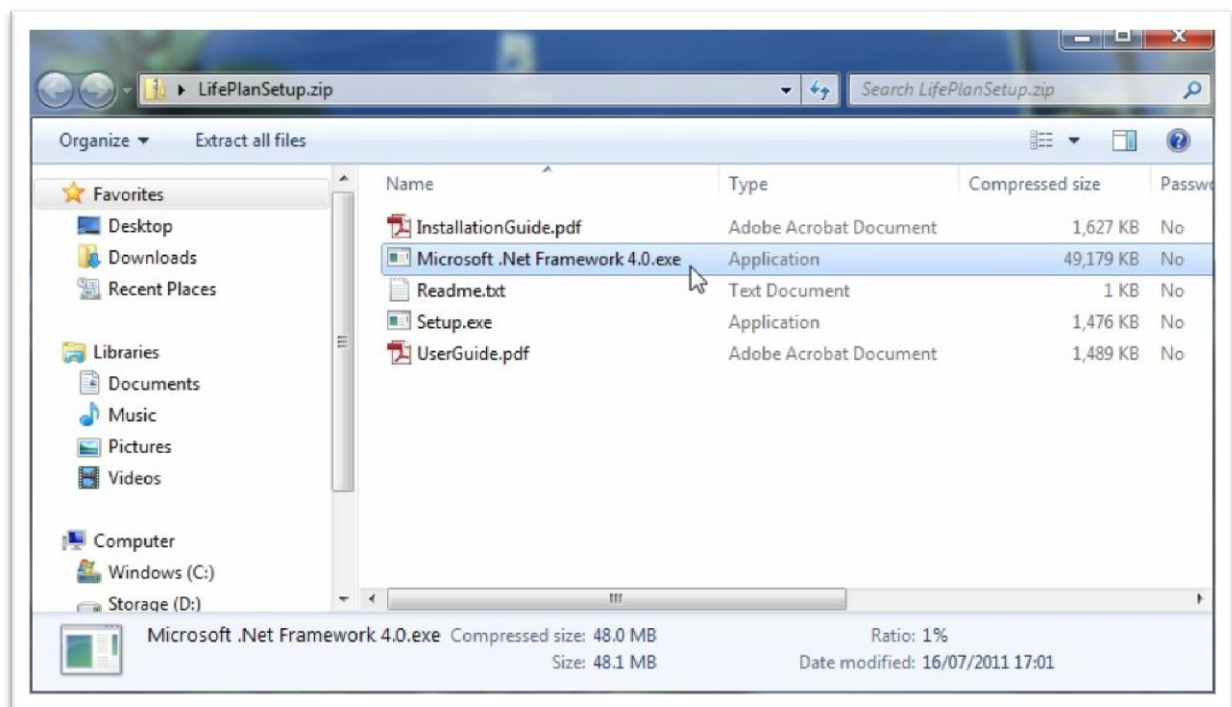 LifePlanSetup.zip
Search LifePlanSetup.zip
Organize Extract all files
Favorites
Desktop
Downloads
Recent Places
Libraries
Documents
Music
Pictures
Videos
Computer
Windows (C:)
Storage (D:)
Name Type Compressed size Passwo
InstallationGuide.pdf Adobe Acrobat Document 1,627 KB No
Microsoft .Net Framework 4.0.exe Application 49,179 KB No
Readme.txt Text Document 1 KB No
Setup.exe Application 1,476 KB No
UserGuide.pdf Adobe Acrobat Document 1,489 KB No
Microsoft .Net Framework 4.0.exe Compressed size: 48.0 MB Ratio: 1%
Size: 48.1 MB Date modified: 16/07/2011 17:01